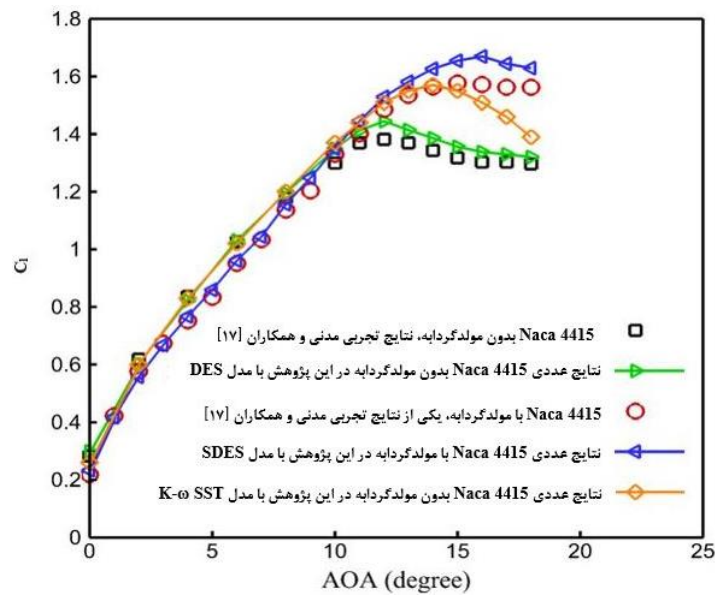 1.8
1.6
1.4
1.2
1
0.8
0.6
0.4
0.2
0
C_l
Naca 4415 بدون مولدگردابه، نتایج تجربی مدنی و همکاران [۱۷]
نتایج عددی Naca 4415 بدون مولدگردابه در این پژوهش با مدل DES
Naca 4415 با مولدگردابه، یکی از نتایج تجربی مدنی و همکاران [۱۷]
نتایج عددی Naca 4415 با مولدگردابه در این پژوهش با مدل SDES
نتایج عددی Naca 4415 بدون مولدگردابه در این پژوهش با مدل K-ω SST
0 5 10 15 20 25
AOA (degree)